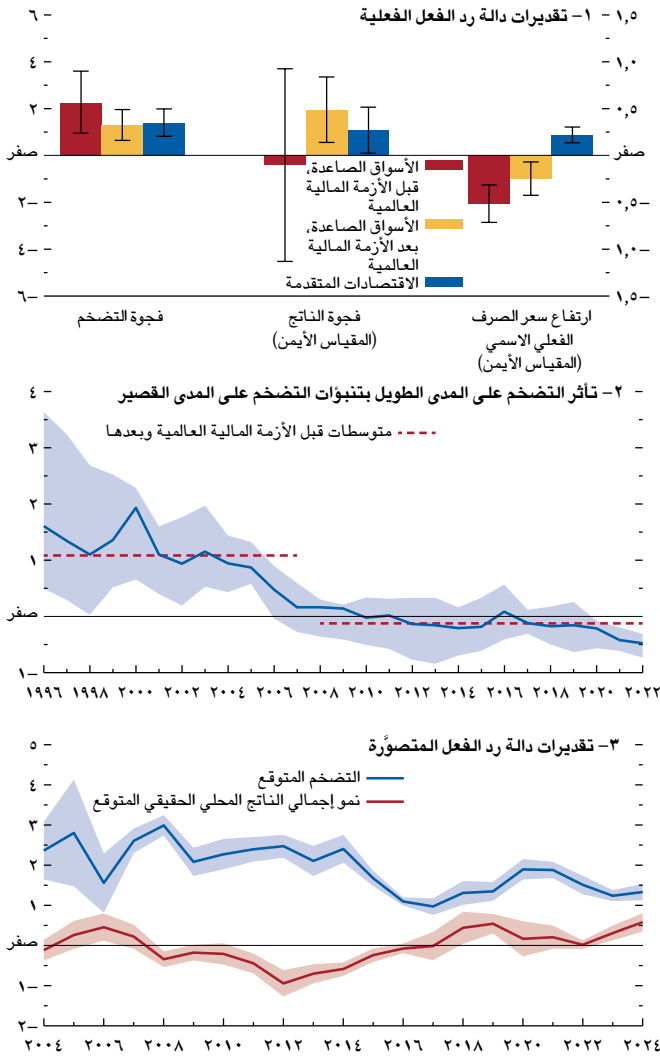 ١– تقديرات دالة رد الفعل الفعلية
٦
٤
٢
صفر
٢–
٤–
٦–
١,٥
١,٠
٠,٥
صفر
٠,٥–
١,٠–
١,٥–
الأسواق الصاعدة،
قبل الأزمة المالية
العالمية
الأسواق الصاعدة،
بعد الأزمة المالية
العالمية
الاقتصادات المتقدمة
ارتفاع سعر الصرف
الفعلي الاسمي
(المقياس الأيمن)
فجوة الناتج
(المقياس الأيمن)
فجوة التضخم
٢– تأثر التضخم على المدى الطويل بتنبؤات التضخم على المدى القصير
متوسطات قبل الأزمة المالية العالمية وبعدها
٤
٣
٢
١
صفر
١–
١٩٩٦ ١٩٩٨ ٢٠٠٠ ٢٠٠٢ ٢٠٠٤ ٢٠٠٦ ٢٠٠٨ ٢٠١٠ ٢٠١٢ ٢٠١٤ ٢٠١٦ ٢٠١٨ ٢٠٢٠ ٢٠٢٢
٣– تقديرات دالة رد الفعل المتصوَّرة
التضخم المتوقع
نمو إجمالي الناتج المحلي الحقيقي المتوقع
٥
٤
٣
٢
١
صفر
١–
٢–
٢٠٠٤ ٢٠٠٦ ٢٠٠٨ ٢٠١٠ ٢٠١٢ ٢٠١٤ ٢٠١٦ ٢٠١٨ ٢٠٢٠ ٢٠٢٢ ٢٠٢٤